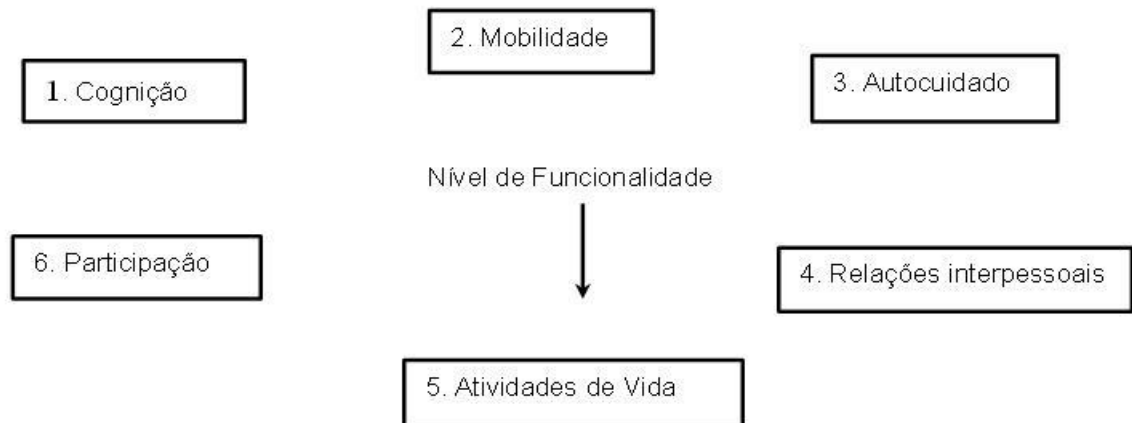 2. Mobilidade
1. Cognição
3. Autocuidado
Nível de Funcionalidade
6. Participação
4. Relações interpessoais
5. Atividades de Vida